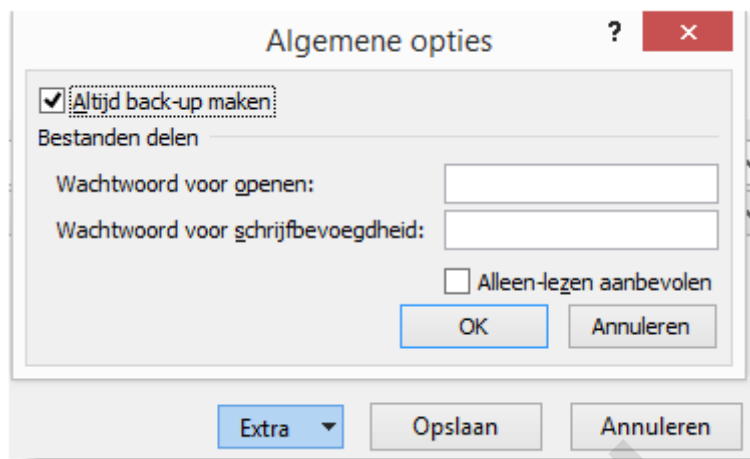 Algemene opties ?
Altijd back-up maken
Bestanden delen
Wachtwoord voor openen:
Wachtwoord voor schrijfbevoegdheid:
Alleen-lezen aanbevolen
OK Annuleren
Extra Opslaan Annuleren